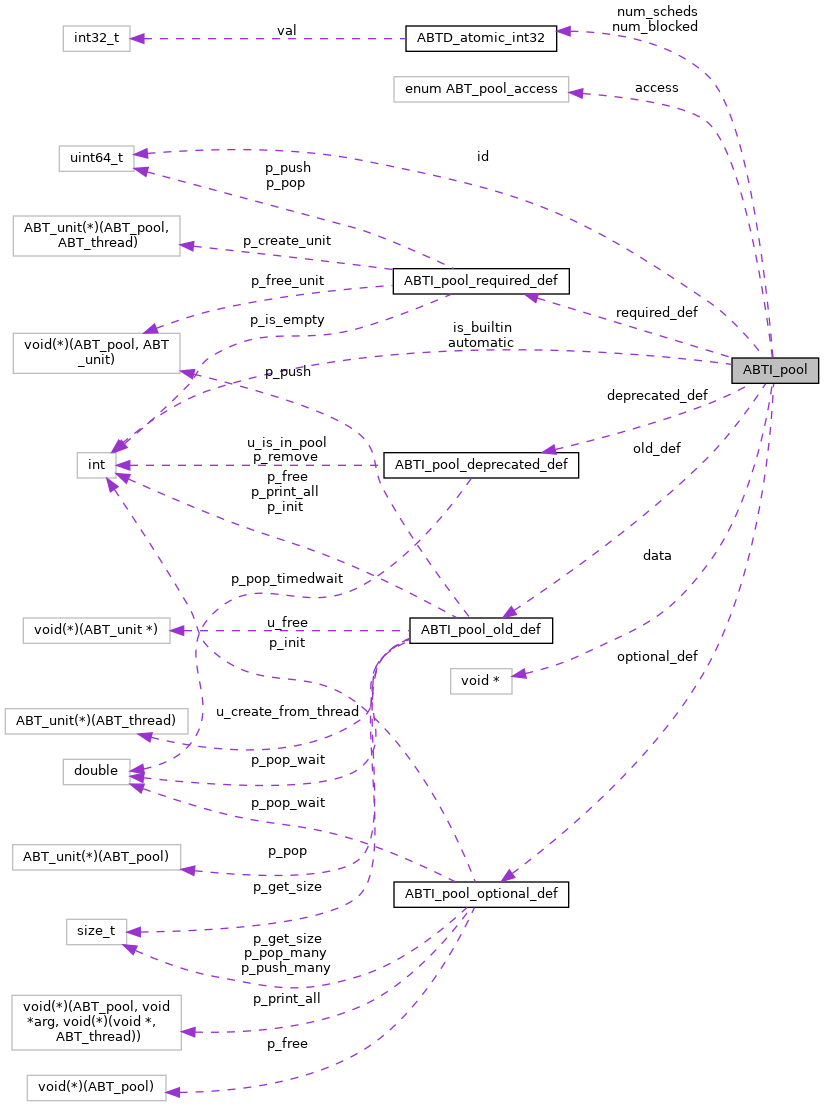 num_scheds
num_blocked
int32_t
val
ABTD_atomic_int32
enum ABT_pool_access
access
uint64_t
id
p_push
p_pop
ABT_unit(*)(ABT_pool,
ABT_thread)
p_create_unit
ABTI_pool_required_def
p_free_unit
required_def
p_is_empty
is_builtin
automatic
void(*)(ABT_pool, ABT
_unit)
p_push
ABTI_pool
deprecated_def
u_is_in_pool
p_remove
int
ABTI_pool_deprecated_def
old_def
p_free
p_print_all
p_init
data
p_pop_timedwait
void(*)(ABT_unit *)
u_free
ABTI_pool_old_def
p_init
optional_def
void *
ABT_unit(*)(ABT_thread)
u_create_from_thread
double
p_pop_wait
p_pop_wait
ABT_unit(*)(ABT_pool)
p_pop
p_get_size
ABTI_pool_optional_def
size_t
p_get_size
p_pop_many
p_push_many
void(*)(ABT_pool, void
*arg, void(*)(void *,
ABT_thread))
p_print_all
p_free
void(*)(ABT_pool)